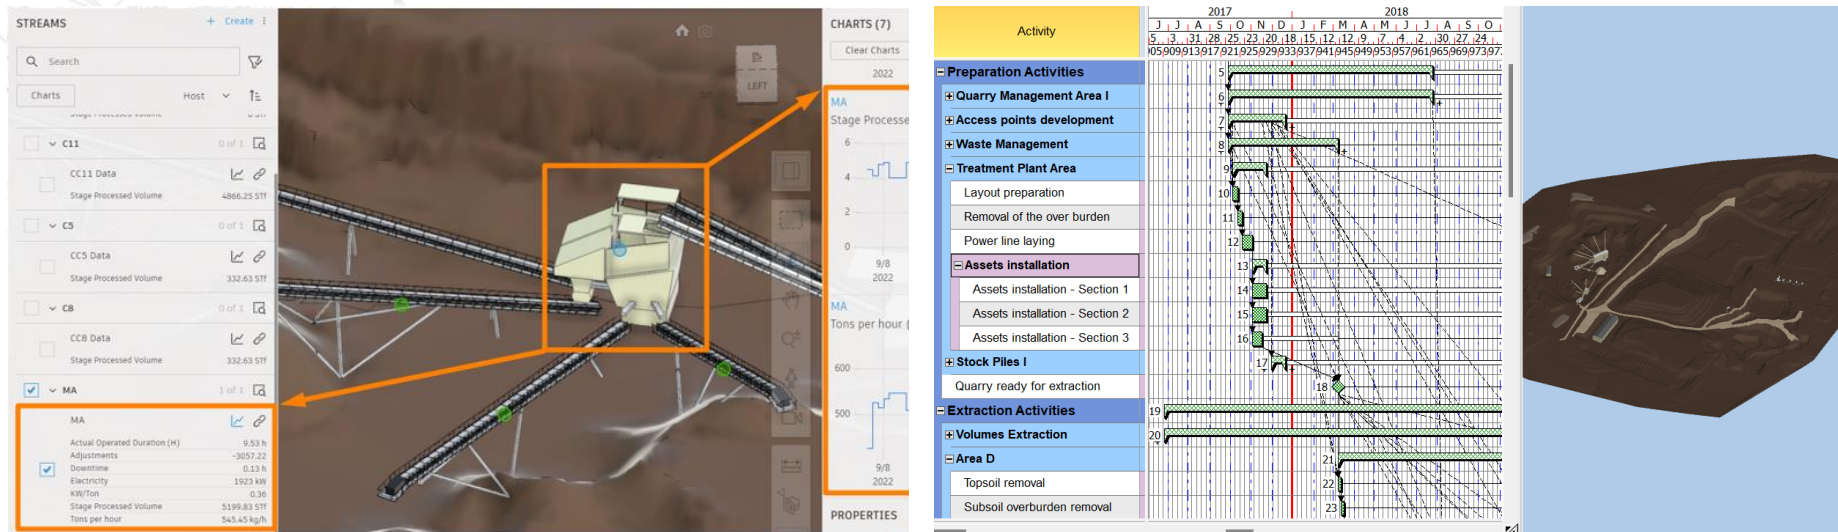 STREAMS
+ Create
Search
Charts
Host
Stage Processed Volume
C11
0 of 1
CC11 Data
Stage Processed Volume 4866.25 STf
C5
0 of 1
CC5 Data
Stage Processed Volume 332.63 STf
C8
0 of 1
CC8 Data
Stage Processed Volume 332.63 STf
MA
1 of 1
MA
Actual Operated Duration (H) 9.53 h
Adjustments -3057.22
Downtime 0.13 h
Electricity 1923 kW
KW/Ton 0.36
Stage Processed Volume 5199.83 STf
Tons per hour 545.45 kg/h
LEFT
CHARTS (7)
Clear Charts
2022
MA
Stage Processe
6
4
2
0
9/8
2022
MA
Tons per hour
600
500
9/8
2022
PROPERTIES
Activity
2017 2018
J J A S O N D J F M A M J J A S O
Preparation Activities 5
Quarry Management Area I 6
Access points development 7
Waste Management 8
Treatment Plant Area 9
Layout preparation 10
Removal of the over burden 11
Power line laying 12
Assets installation 13
Assets installation - Section 1 14
Assets installation - Section 2 15
Assets installation - Section 3 16
Stock Piles I 17
Quarry ready for extraction 18
Extraction Activities 19
Volumes Extraction 20
Area D 21
Topsoil removal 22
Subsoil overburden removal 23